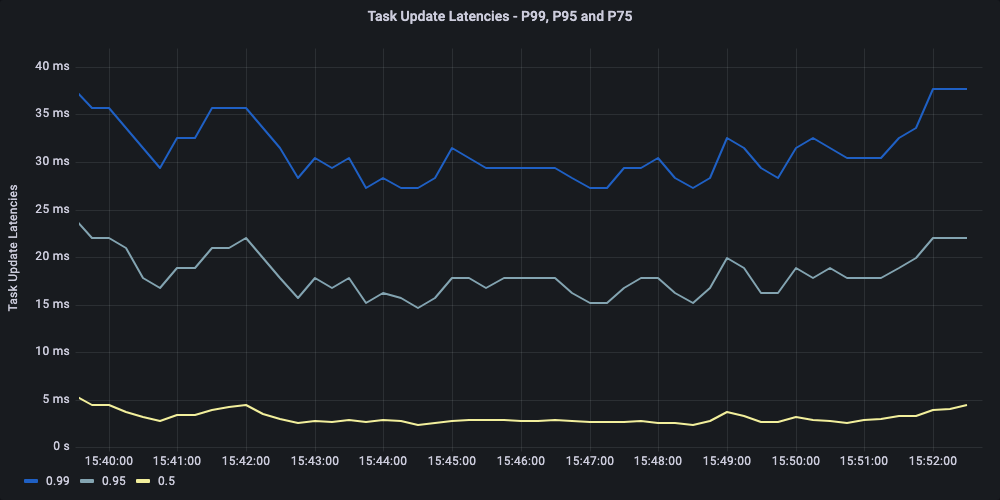 Task Update Latencies - P99, P95 and P75
Task Update Latencies
40 ms
35 ms
30 ms
25 ms
20 ms
15 ms
10 ms
5 ms
0 s
15:40:00 15:41:00 15:42:00 15:43:00 15:44:00 15:45:00 15:46:00 15:47:00 15:48:00 15:49:00 15:50:00 15:51:00 15:52:00
0.99 0.95 0.5